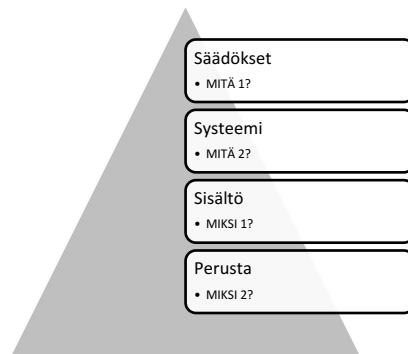 Säädökset
• MITÄ 1?
Systeemi
• MITÄ 2?
Sisältö
• MIKSI 1?
Perusta
• MIKSI 2?